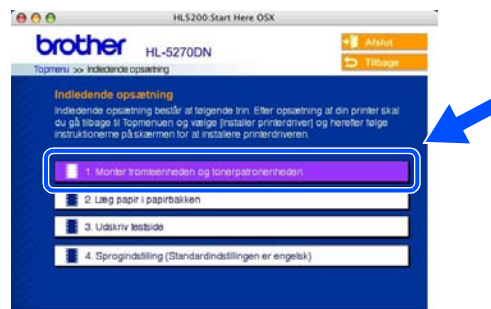 HL5200 Start Here OSX
brother HL-5270DN
Afslut
Topmenu >> Indledende opsætning
Tilbage
Indledende opsætning
Indledende opsætning består af følgende trin. Efter opsætning af din printer skal
du gå tilbage til Topmenuen og vælge [Installer printerdriver] og herefter følge
instruktionerne på skærmen for at installere printerdriveren.
1. Monter tromleenheden og tonerpatronenheden
2. Læg papir i papirbakken
3. Udskriv testside
4. Sprogindstilling (Standardindstillingen er engelsk)